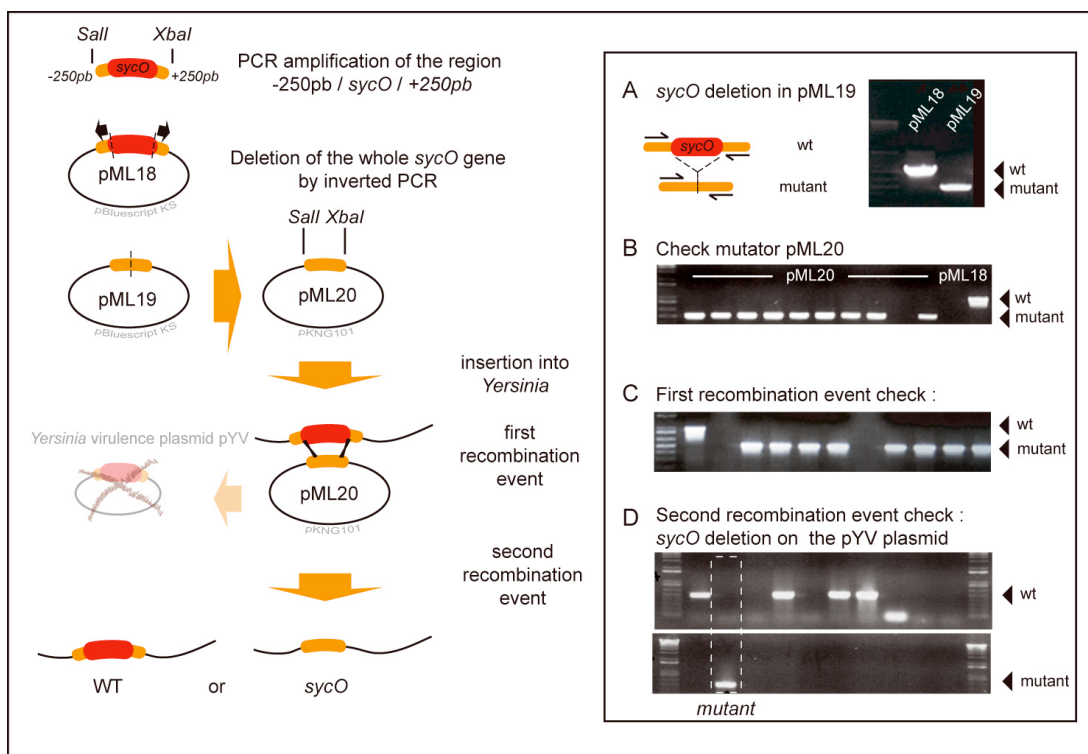 SalI XbaI
-250pb sycO +250pb
PCR amplification of the region
-250pb / sycO / +250pb
pML18
pBluescript KS
Deletion of the whole sycO gene
by inverted PCR
SalI XbaI
pML19
pBluescript KS
pML20
pKNG101
insertion into
Yersinia
Yersinia virulence plasmid pYV
first
recombination
event
pML20
pKNG101
second
recombination
event
WT or sycO
A sycO deletion in pML19
pML18 pML19
sycO wt
mutant
wt
mutant
B Check mutator pML20
pML20 pML18
wt
mutant
C First recombination event check :
wt
mutant
D Second recombination event check :
sycO deletion on the pYV plasmid
wt
mutant
mutant